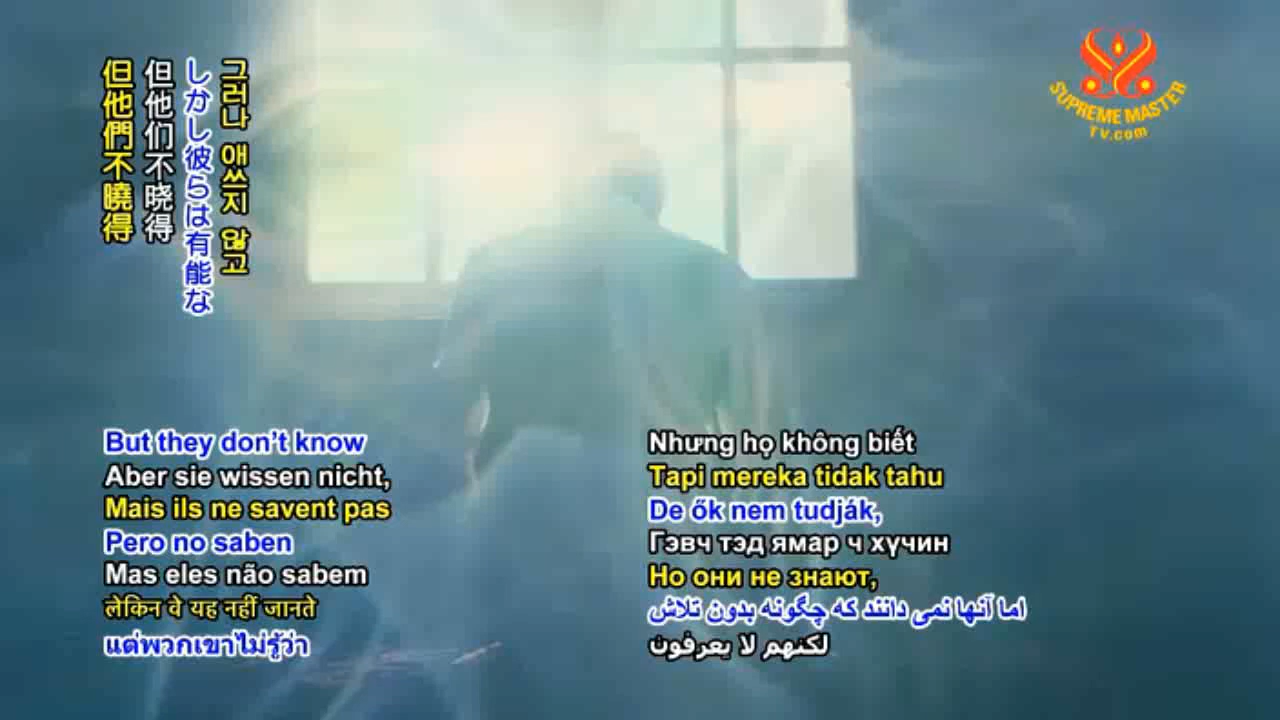 但他們不曉得
但他们不晓得
しかし彼らは有能な
그러나 애쓰지 않고
SUPREME MASTER
TV.com
But they don't know
Aber sie wissen nicht,
Mais ils ne savent pas
Pero no saben
Mas eles não sabem
लेकिन वे यह नहीं जानते
แต่พวกเขาไม่รู้ว่า
Nhưng họ không biết
Tapi mereka tidak tahu
De ők nem tudják,
Гэвч тэд ямар ч хүчин
Но они не знают,
اما آنها نمی دانند که چگونه بدون تلاش
لكنهم لا يعرفون